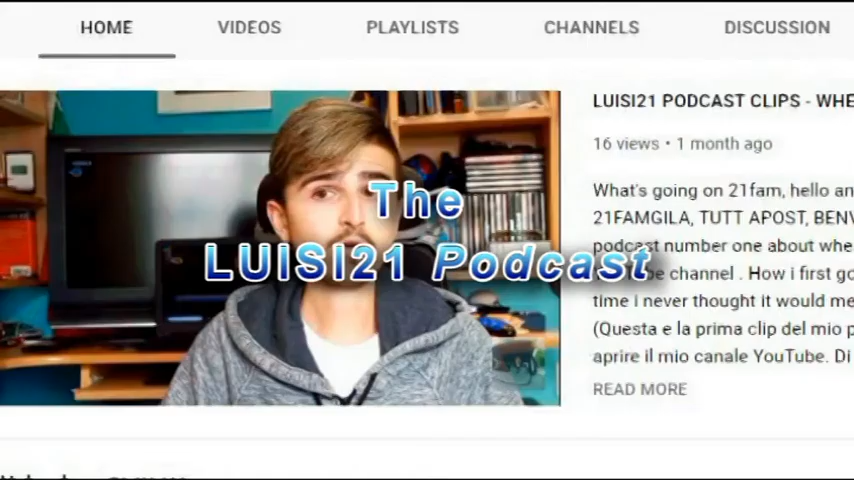 HOME VIDEOS PLAYLISTS CHANNELS DISCUSSION
LUISI21 PODCAST CLIPS - WHE
16 views • 1 month ago
What's going on 21fam, hello an
21FAMGILA, TUTT APOST, BENV
podcast number one about whe
be channel . How i first go
time i never thought it would me
(Questa e la prima clip del mio p
aprire il mio canale YouTube. Di
READ MORE
The
LUISI21 Podcast